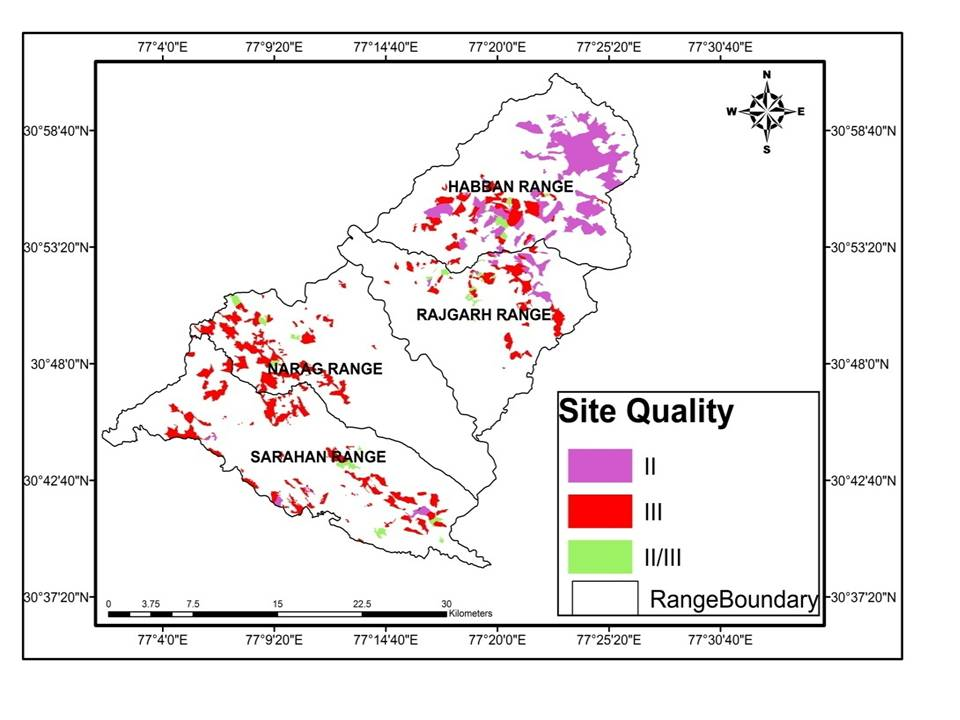 77°4'0"E 77°9'20"E 77°14'40"E 77°20'0"E 77°25'20"E 77°30'40"E
N
W E
S
30°58'40"N 30°58'40"N
HABBAN RANGE
30°53'20"N 30°53'20"N
RAJGARH RANGE
30°48'0"N 30°48'0"N
NARAG RANGE
Site Quality
SARAHAN RANGE
II
30°42'40"N 30°42'40"N
III
II/III
30°37'20"N 30°37'20"N
RangeBoundary
0 3.75 7.5 15 22.5 30
Kilometers
77°4'0"E 77°9'20"E 77°14'40"E 77°20'0"E 77°25'20"E 77°30'40"E